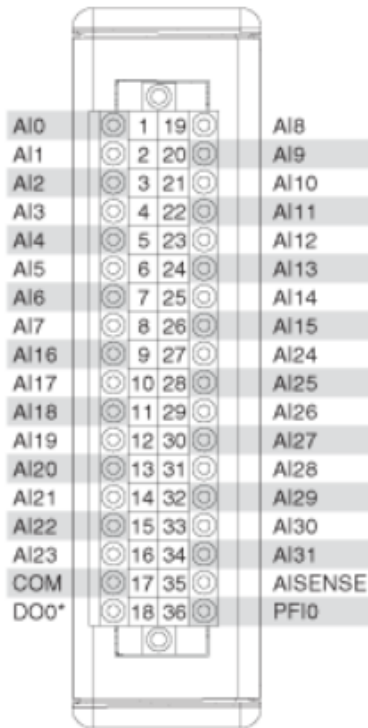 AI0 1 19 AI8
AI1 2 20 AI9
AI2 3 21 AI10
AI3 4 22 AI11
AI4 5 23 AI12
AI5 6 24 AI13
AI6 7 25 AI14
AI7 8 26 AI15
AI16 9 27 AI24
AI17 10 28 AI25
AI18 11 29 AI26
AI19 12 30 AI27
AI20 13 31 AI28
AI21 14 32 AI29
AI22 15 33 AI30
AI23 16 34 AI31
COM 17 35 AISENSE
DO0* 18 36 PFI0